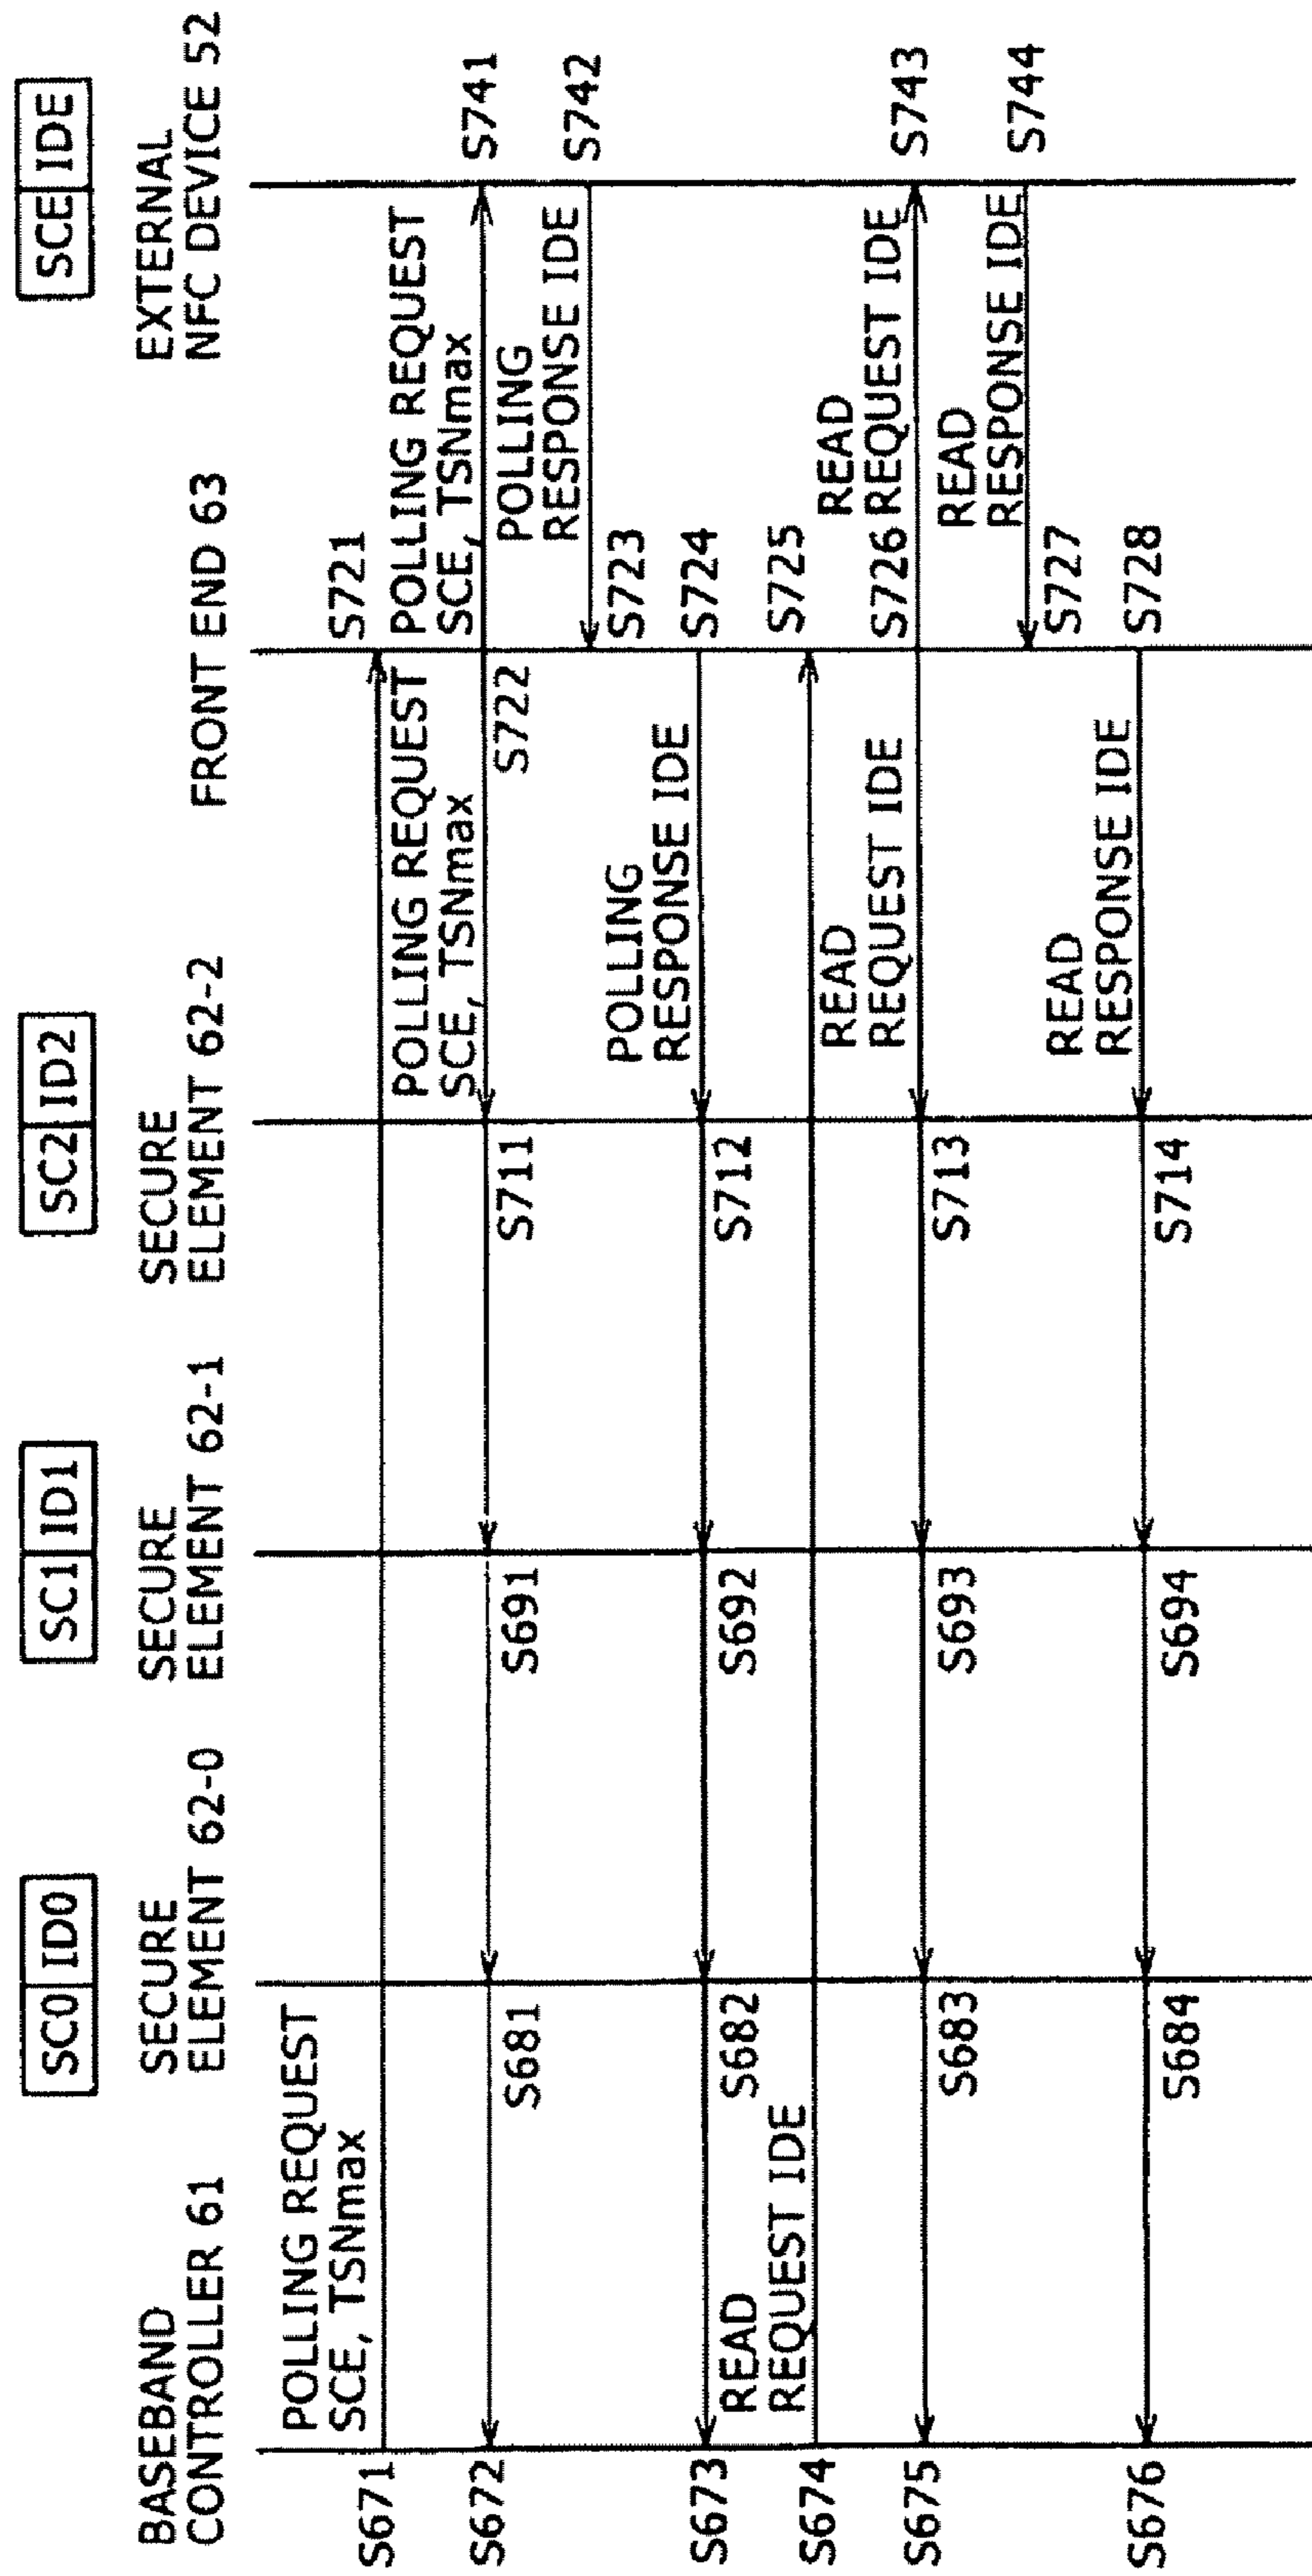 SC0 ID0
SC1 ID1
SC2 ID2
SCE IDE
BASEBAND
CONTROLLER 61
SECURE
ELEMENT 62-0
SECURE
ELEMENT 62-1
SECURE
ELEMENT 62-2
FRONT END 63
EXTERNAL
NFC DEVICE 52
S671
POLLING REQUEST
SCE, TSNmax
S721
S672
S681
S691
S711
POLLING REQUEST
SCE, TSNmax
S722
POLLING REQUEST
SCE, TSNmax
S741
POLLING
RESPONSE IDE
S742
S723
S673
S682
S692
S712
POLLING
RESPONSE IDE
S724
S674
READ
REQUEST IDE
S725
S675
S683
S693
S713
READ
REQUEST IDE
S726
READ
REQUEST IDE
S743
READ
RESPONSE IDE
S744
S727
S676
S684
S694
S714
READ
RESPONSE IDE
S728